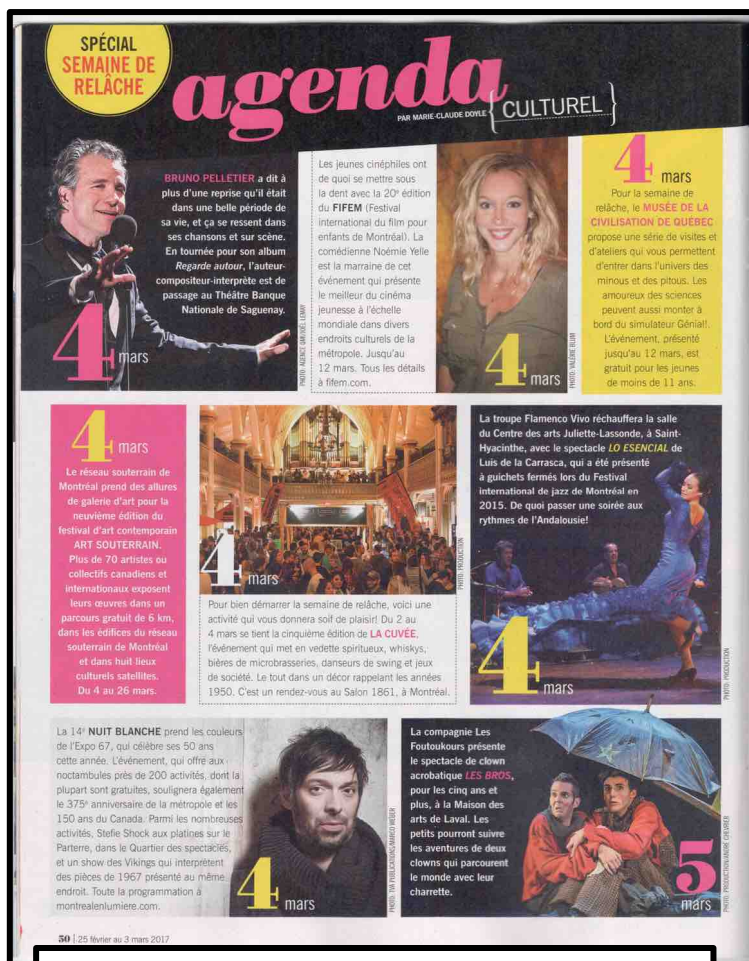 SPÉCIAL
SEMAINE DE
RELÂCHE
agenda
PAR MARIE-CLAUDE DOYLE { CULTUREL }
BRUNO PELLETIER a dit à
plus d'une reprise qu'il était
dans une belle période de
sa vie, et ça se ressent dans
ses chansons et sur scène.
En tournée pour son album
Regarde autour, l'auteur-
compositeur-interprète est de
passage au Théâtre Banque
Nationale de Saguenay.
4 mars
Les jeunes cinéphiles ont
de quoi se mettre sous
la dent avec la 20e édition
du FIFEM (Festival
international du film pour
enfants de Montréal). La
comédienne Noémie Yelle
est la marraine de cet
événement qui présente
le meilleur du cinéma
jeunesse à l'échelle
mondiale dans divers
endroits culturels de la
métropole. Jusqu'au
12 mars. Tous les détails
à fifem.com.
4 mars
PHOTO: VALÉRIE BLUM
4 mars
Pour la semaine de
relâche, le MUSÉE DE LA
CIVILISATION DE QUÉBEC
propose une série de visites et
d'ateliers qui vous permettent
d'entrer dans l'univers des
minous et des pitous. Les
amoureux des sciences
peuvent aussi monter à
bord du simulateur Génial!.
L'événement, présenté
jusqu'au 12 mars, est
gratuit pour les jeunes
de moins de 11 ans.
4 mars
Le réseau souterrain de
Montréal prend des allures
de galerie d'art pour la
neuvième édition du
festival d'art contemporain
ART SOUTERRAIN.
Plus de 70 artistes ou
collectifs canadiens et
internationaux exposent
leurs œuvres dans un
parcours gratuit de 6 km,
dans les édifices du réseau
souterrain de Montréal
et dans huit lieux
culturels satellites.
Du 4 au 26 mars.
4 mars
PHOTO: PRODUCTION
Pour bien démarrer la semaine de relâche, voici une
activité qui vous donnera soif de plaisir! Du 2 au
4 mars se tient la cinquième édition de LA CUVÉE,
l'événement qui met en vedette spiritueux, whiskys,
bières de microbrasseries, danseurs de swing et jeux
de société. Le tout dans un décor rappelant les années
1950. C'est un rendez-vous au Salon 1861, à Montréal.
La troupe Flamenco Vivo réchauffera la salle
du Centre des arts Juliette-Lassonde, à Saint-
Hyacinthe, avec le spectacle LO ESENCIAL de
Luis de la Carrasca, qui a été présenté
à guichets fermés lors du Festival
international de jazz de Montréal en
2015. De quoi passer une soirée aux
rythmes de l'Andalousie!
4 mars
PHOTO: PRODUCTION
La 14e NUIT BLANCHE prend les couleurs
de l'Expo 67, qui célèbre ses 50 ans
cette année. L'événement, qui offre aux
noctambules près de 200 activités, dont la
plupart sont gratuites, soulignera également
le 375e anniversaire de la métropole et les
150 ans du Canada. Parmi les nombreuses
activités, Stefie Shock aux platines sur le
Parterre, dans le Quartier des spectacles,
et un show des Vikings qui interprètent
des pièces de 1967 présenté au même
endroit. Toute la programmation à
montrealenlumiere.com.
4 mars
La compagnie Les
Foutoukours présente
le spectacle de clown
acrobatique LES BROS,
pour les cinq ans et
plus, à la Maison des
arts de Laval. Les
petits pourront suivre
les aventures de deux
clowns qui parcourent
le monde avec leur
charrette.
5 mars
PHOTO: PRODUCTION/ANDRÉ CHEVRIER
50 | 25 février au 3 mars 2017